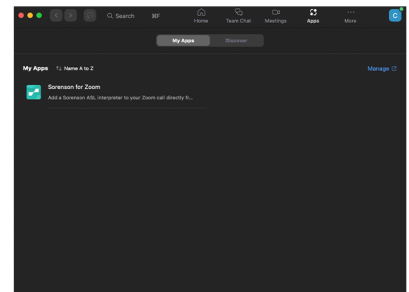 Search ⌘F
Home
Team Chat
Meetings
Apps
More
C
My Apps
Discover
My Apps ↑↓ Name A to Z
Manage
Sorenson for Zoom
Add a Sorenson ASL interpreter to your Zoom call directly fr...